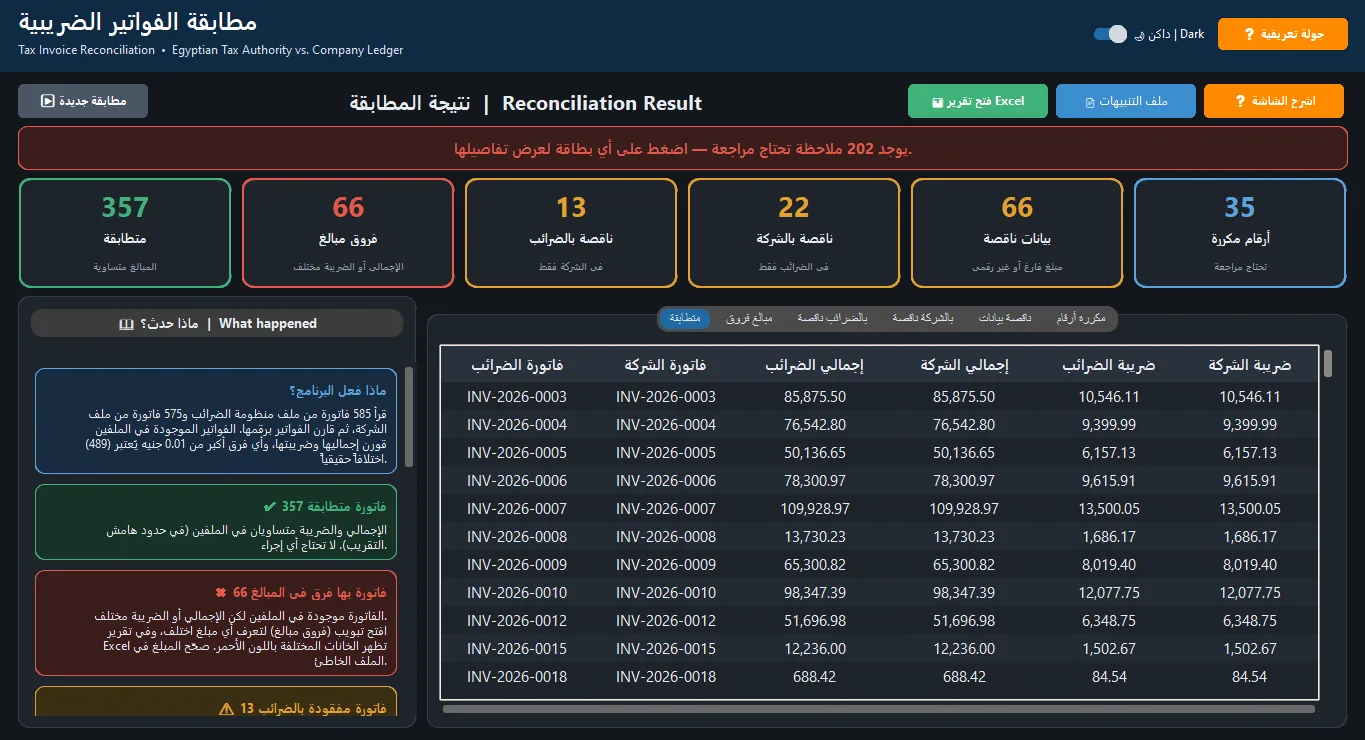 مطابقة الفواتير الضريبية
Tax Invoice Reconciliation • Egyptian Tax Authority vs. Company Ledger
داكن | Dark
جولة تعريفية ?
مطابقة جديدة
نتيجة المطابقة | Reconciliation Result
فتح تقرير Excel
ملف التنبيهات
اشرح الشاشة ?
يوجد 202 ملاحظة تحتاج مراجعة — اضغط على أي بطاقة لعرض تفاصيلها.
357
متطابقة
المبالغ متساوية
66
فروق مبالغ
الإجمالي أو الضريبة مختلف
13
ناقصة بالضرائب
في الشركة فقط
22
ناقصة بالشركة
في الضرائب فقط
66
بيانات ناقصة
مبلغ فارغ أو غير رقمي
35
أرقام مكررة
تحتاج مراجعة
ماذا حدث؟ | What happened
ماذا فعل البرنامج؟
قرأ 585 فاتورة من ملف منظومة الضرائب و575 فاتورة من ملف
الشركة، ثم قارن الفواتير برقمها. الفواتير الموجودة في الملفين
(489) قورن إجماليها وضريبتها، وأي فرق أكبر من 0.01 جنيه يُعتبر
اختلافاً حقيقياً.
✔ 357 فاتورة متطابقة
الإجمالي والضريبة متساويان في الملفين (في حدود هامش
التقريب). لا تحتاج أي إجراء.
✖ 66 فاتورة بها فرق في المبالغ
الفاتورة موجودة في الملفين لكن الإجمالي أو الضريبة مختلف.
افتح تبويب (فروق مبالغ) لتعرف أي مبلغ اختلف، وفي تقرير
Excel تظهر الخانات المختلفة باللون الأحمر. صحّح المبلغ في
الملف الخاطئ.
⚠ 13 فاتورة مفقودة بالضرائب
متطابقة مبالغ فروق بالضرائب ناقصة بالشركة ناقصة ناقصة بيانات مكررة أرقام
فاتورة الضرائب فاتورة الشركة إجمالي الضرائب إجمالي الشركة ضريبة الضرائب ضريبة الشركة
INV-2026-0003 INV-2026-0003 85,875.50 85,875.50 10,546.11 10,546.11
INV-2026-0004 INV-2026-0004 76,542.80 76,542.80 9,399.99 9,399.99
INV-2026-0005 INV-2026-0005 50,136.65 50,136.65 6,157.13 6,157.13
INV-2026-0006 INV-2026-0006 78,300.97 78,300.97 9,615.91 9,615.91
INV-2026-0007 INV-2026-0007 109,928.97 109,928.97 13,500.05 13,500.05
INV-2026-0008 INV-2026-0008 13,730.23 13,730.23 1,686.17 1,686.17
INV-2026-0009 INV-2026-0009 65,300.82 65,300.82 8,019.40 8,019.40
INV-2026-0010 INV-2026-0010 98,347.39 98,347.39 12,077.75 12,077.75
INV-2026-0012 INV-2026-0012 51,696.98 51,696.98 6,348.75 6,348.75
INV-2026-0015 INV-2026-0015 12,236.00 12,236.00 1,502.67 1,502.67
INV-2026-0018 INV-2026-0018 688.42 688.42 84.54 84.54